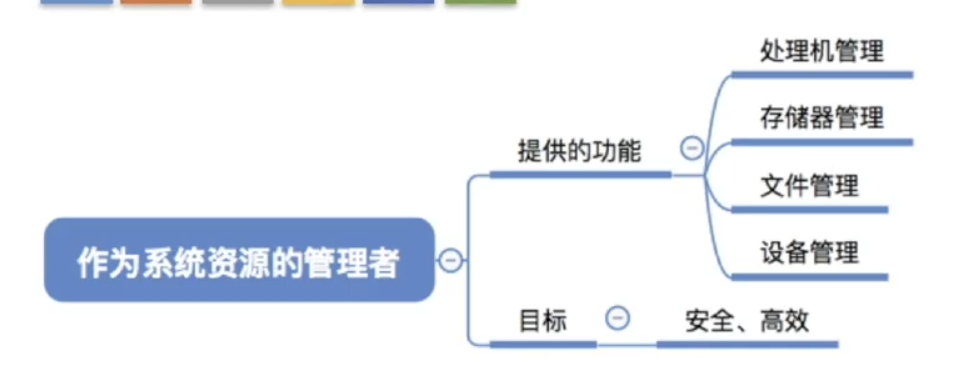 作为系统资源的管理者
提供的功能
处理机管理
存储器管理
文件管理
设备管理
目标
安全、高效